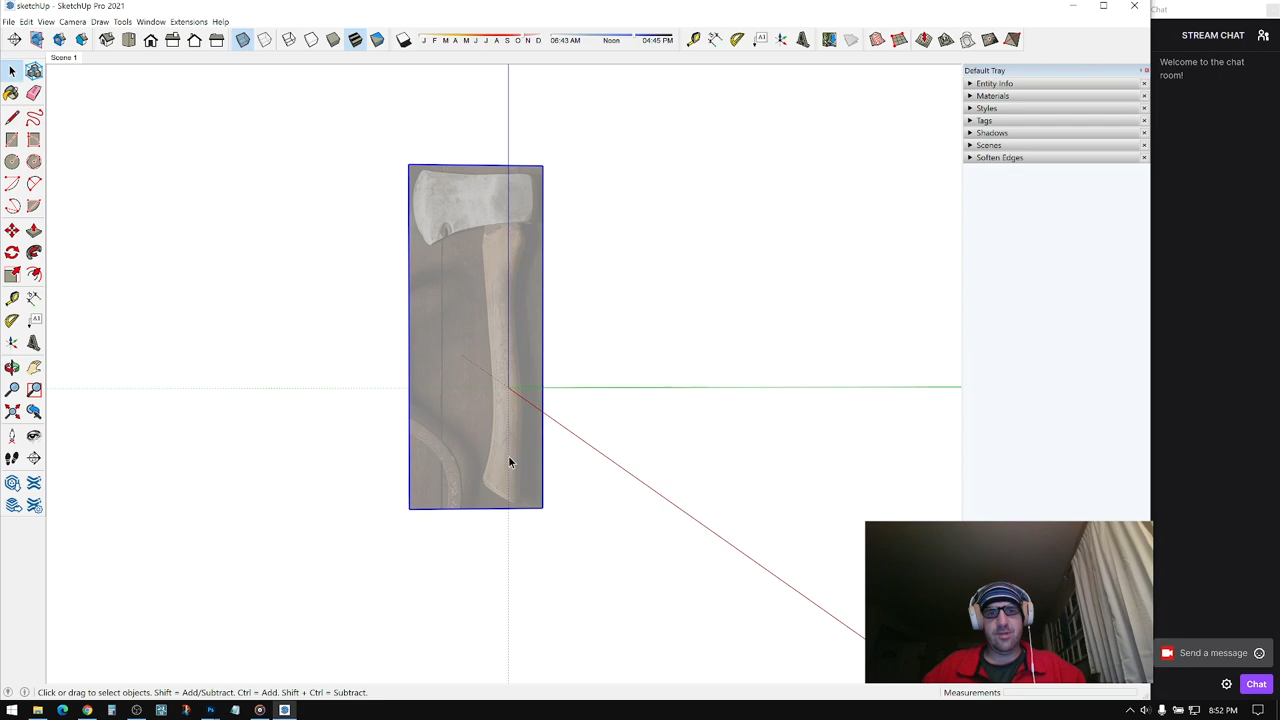 sketchUp - SketchUp Pro 2021
Chat
File Edit View Camera Draw Tools Window Extensions Help
STREAM CHAT
J F M A M J J A S O N D 06:43 AM Noon 04:45 PM
Scene 1
Welcome to the chat
room!
Default Tray
Entity Info
Materials
Styles
Tags
Shadows
Scenes
Soften Edges
Send a message
Chat
Click or drag to select objects. Shift = Add/Subtract. Ctrl = Add. Shift + Ctrl = Subtract.
Measurements
8:52 PM